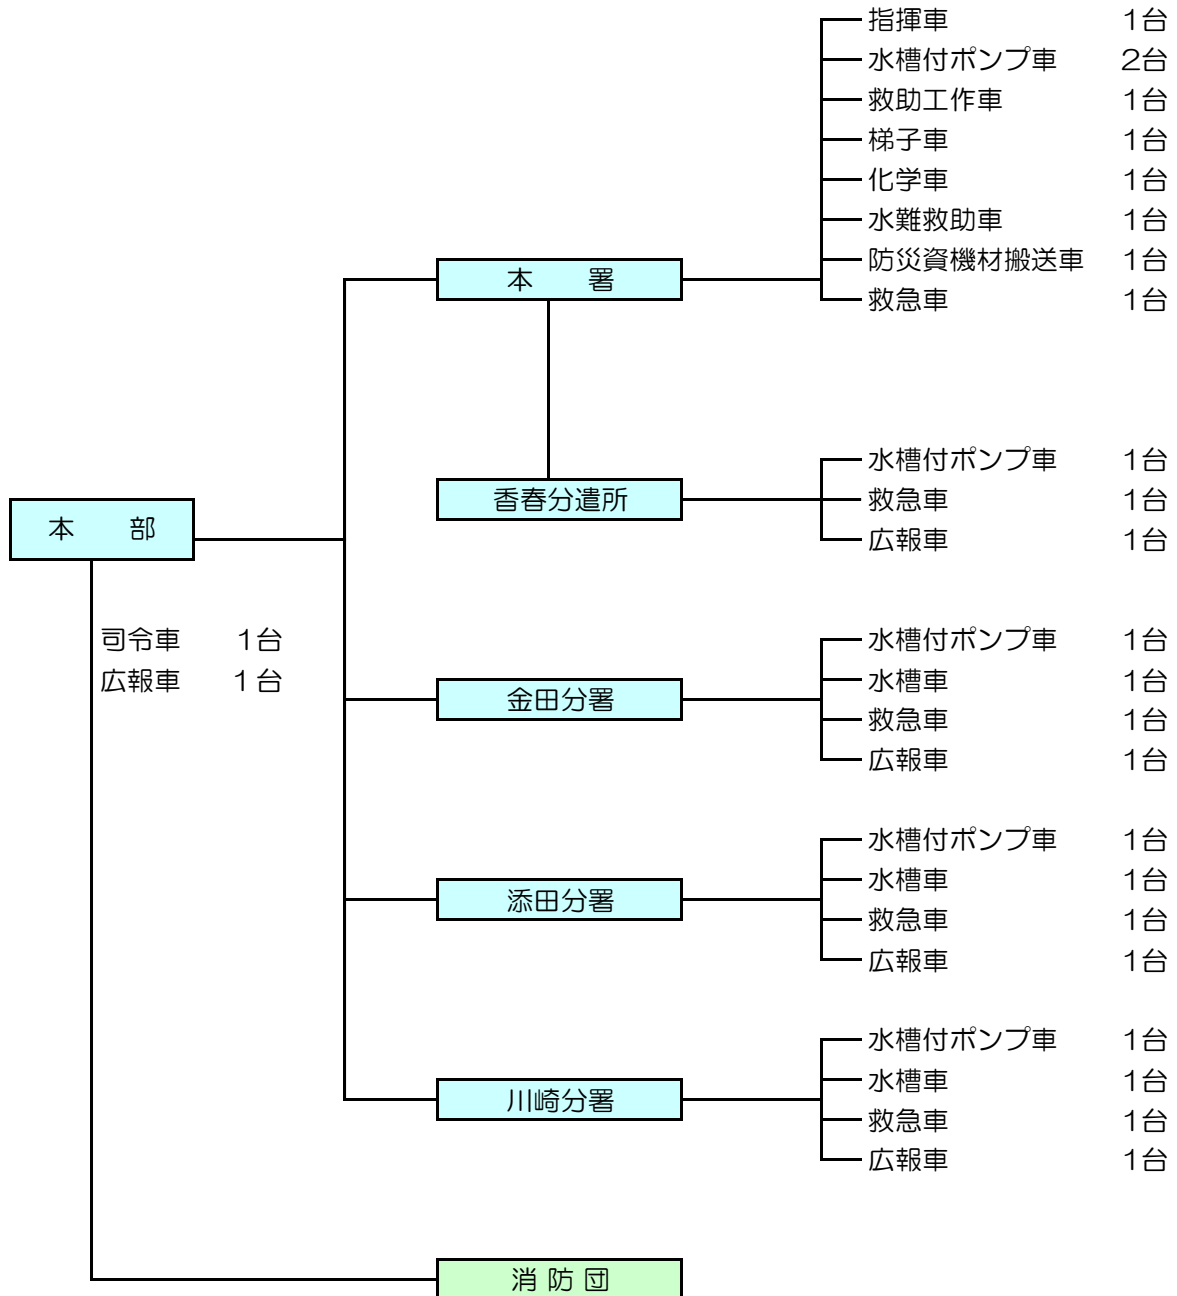 指揮車 1台
水槽付ポンプ車 2台
救助工作車 1台
梯子車 1台
化学車 1台
水難救助車 1台
本 署
防災資機材搬送車 1台
救急車 1台
香春分遣所
水槽付ポンプ車 1台
救急車 1台
広報車 1台
本 部
司令車 1台
広報車 1台
金田分署
水槽付ポンプ車 1台
水槽車 1台
救急車 1台
広報車 1台
添田分署
水槽付ポンプ車 1台
水槽車 1台
救急車 1台
広報車 1台
川崎分署
水槽付ポンプ車 1台
水槽車 1台
救急車 1台
広報車 1台
消 防 団